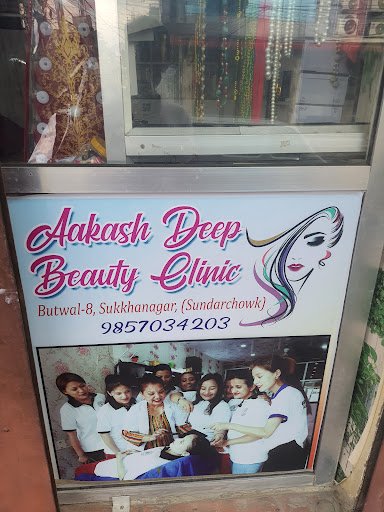 Aakash Deep
Beauty Clinic
Butwal-8, Sukkhanagar, (Sundarchowk)
9857034203